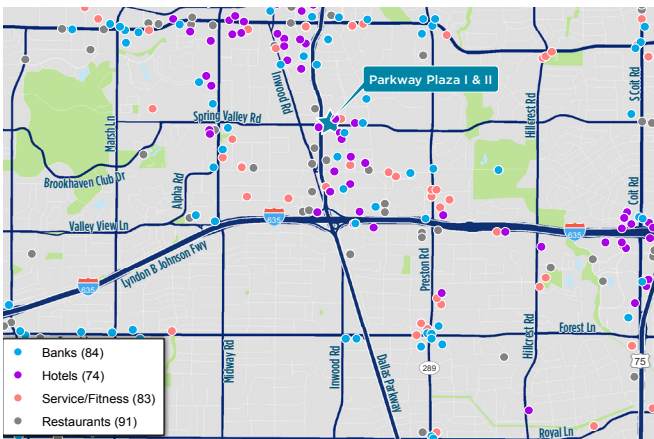 Parkway Plaza I & II
Inwood Rd
S Coit Rd
Hillcrest Rd
Marsh Ln
Spring Valley Rd
Brookhaven Club Dr
Alpha Rd
Coit Rd
Valley View Ln
635
635
635
Lyndon B Johnson Fwy
Preston Rd
Forest Ln
Hillcrest Rd
Midway Rd
Inwood Rd
Dallas Parkway
289
75
Royal Ln
Banks (84)
Hotels (74)
Service/Fitness (83)
Restaurants (91)